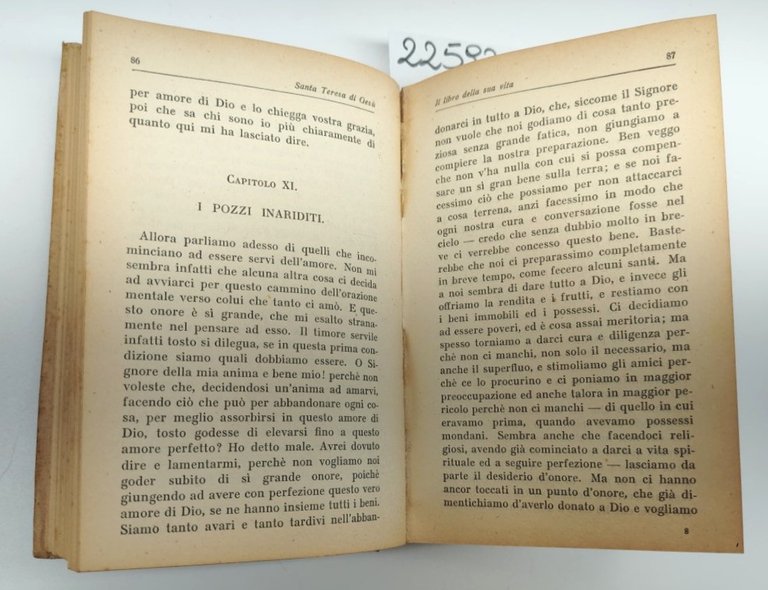 2258
86
Santa Teresa di Gesù
per amore di Dio e lo chiegga vostra grazia,
poi che sa chi sono io più chiaramente di
quanto qui mi ha lasciato dire.
CAPITOLO XI.
I POZZI INARIDITI.
Allora parliamo adesso di quelli che inco-
minciano ad essere servi dell'amore. Non mi
sembra infatti che alcuna altra cosa ci decida
ad avviarci per questo cammino dell'orazione
mentale verso colui che tanto ci amò. E que-
sto onore è sì grande, che mi esalto strana-
mente nel pensare ad esso. Il timore servile
infatti tosto si dilegua, se in questa prima con-
dizione siamo quali dobbiamo essere. O Si-
gnore della mia anima e bene mio! perchè non
voleste che, decidendosi un'anima ad amarvi,
facendo ciò che può per abbandonare ogni co-
sa, per meglio assorbirsi in questo amore di
Dio, tosto godesse di elevarsi fino a questo
amore perfetto? Ho detto male. Avrei dovuto
dire e lamentarmi, perchè non vogliamo noi
goder subito di sì grande onore, poichè
giungendo ad avere con perfezione questo vero
amore di Dio, se ne hanno insieme tutti i beni.
Siamo tanto avari e tanto tardivi nell'abban-
87
Il libro della sua vita
donarci in tutto a Dio, che, siccome il Signore
non vuole che noi godiamo di cosa tanto pre-
ziosa senza grande fatica, non giungiamo a
compiere la nostra preparazione. Ben veggo
che non v'ha nulla con cui si possa compen-
sare un sì gran bene sulla terra; e se noi fa-
cessimo ciò che possiamo per non attaccarci
a cosa terrena, anzi facessimo in modo che
ogni nostra cura e conversazione fosse nel
cielo — credo che senza dubbio molto in bre-
ve ci verrebbe concesso questo bene. Baste-
rebbe che noi ci preparassimo completamente
in breve tempo, come fecero alcuni santi. Ma
a noi sembra di dare tutto a Dio, e invece gli
offriamo la rendita e i frutti, e restiamo con
i beni immobili ed i possessi. Ci decidiamo
ad essere poveri, ed è cosa assai meritoria; ma
spesso torniamo a darci cura e diligenza per-
chè non ci manchi, non solo il necessario, ma
anche il superfluo, e stimoliamo gli amici per-
chè ce lo procurino e ci poniamo in maggior
preoccupazione ed anche talora in maggior pe-
ricolo perchè non ci manchi — di quello in cui
eravamo prima, quando avevamo possessi
mondani. Sembra anche che facendoci reli-
giosi, avendo già cominciato a darci a vita spi-
rituale ed a seguire perfezione — lasciamo da
parte il desiderio d'onore. Ma non ci hanno
ancor toccati in un punto d'onore, che già di-
mentichiamo d'averlo donato a Dio e vogliamo
8